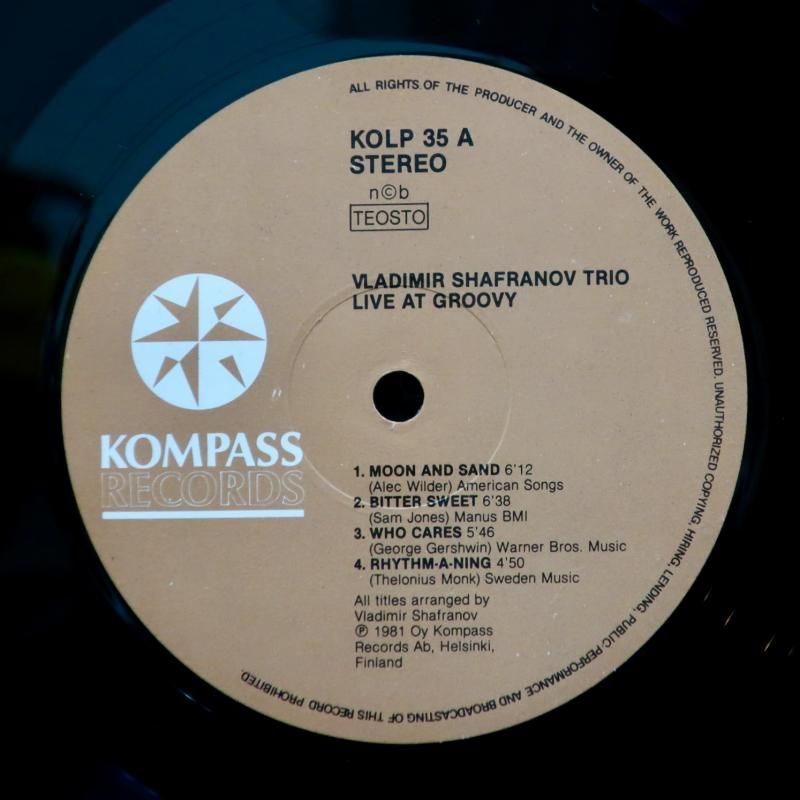 ALL RIGHTS OF THE PRODUCER AND THE OWNER OF THE WORK REPRODUCED RESERVED. UNAUTHORIZED COPYING, HIRING, LENDING, PUBLIC PERFORMANCE AND BROADCASTING OF THIS RECORD PROHIBITED.
KOLP 35 A
STEREO
n©b
TEOSTO
VLADIMIR SHAFRANOV TRIO
LIVE AT GROOVY
KOMPASS
RECORDS
1. MOON AND SAND 6'12
(Alec Wilder) American Songs
2. BITTER SWEET 6'38
(Sam Jones) Manus BMI
3. WHO CARES 5'46
(George Gershwin) Warner Bros. Music
4. RHYTHM-A-NING 4'50
(Thelonius Monk) Sweden Music
All titles arranged by
Vladimir Shafranov
℗ 1981 Oy Kompass
Records Ab, Helsinki,
Finland